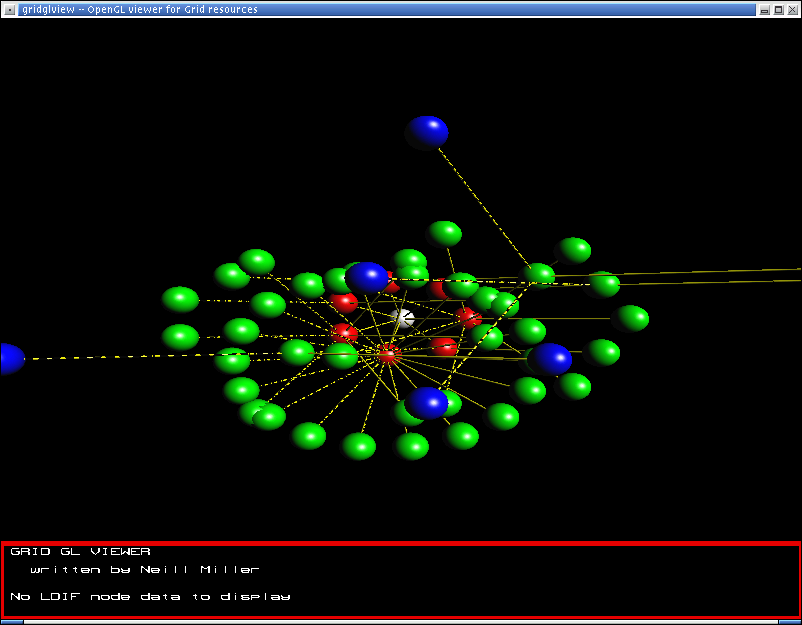 gridglview -- OpenGL viewer for Grid resources
GRID GL VIEWER
written by Neill Miller
No LDIF node data to display